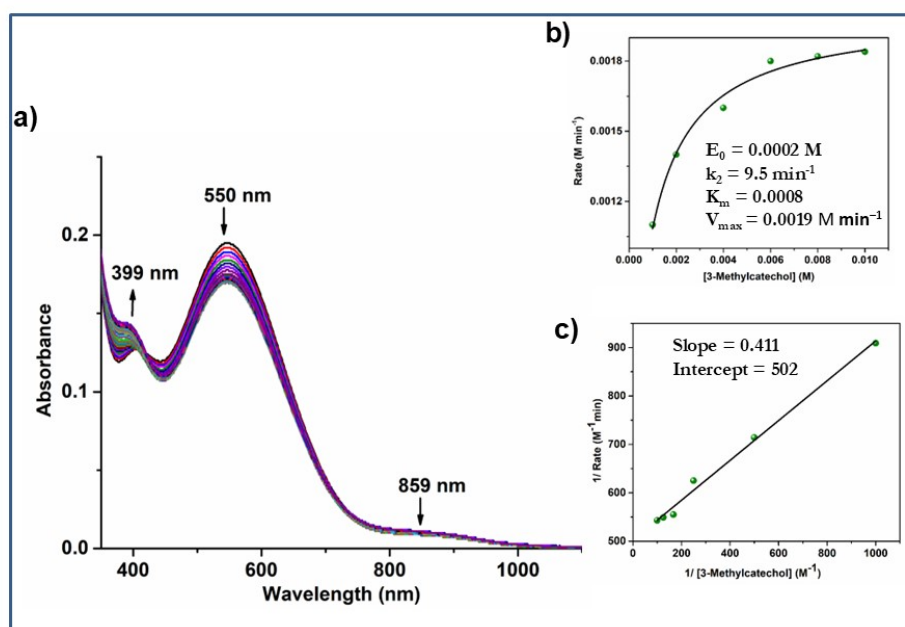 a)
550 nm
399 nm
859 nm
0.2
0.1
0.0
Absorbance
400
600
800
1000
Wavelength (nm)
b)
0.0018
0.0015
0.0012
Rate (M min⁻¹)
E₀ = 0.0002 M
k₂ = 9.5 min⁻¹
Kₘ = 0.0008
Vₘₐₓ = 0.0019 M min⁻¹
0.000
0.002
0.004
0.006
0.008
0.010
[3-Methylcatechol] (M)
c)
Slope = 0.411
Intercept = 502
900
800
700
600
500
1/ Rate (M⁻¹min)
0
200
400
600
800
1000
1/ [3-Methylcatechol] (M⁻¹)